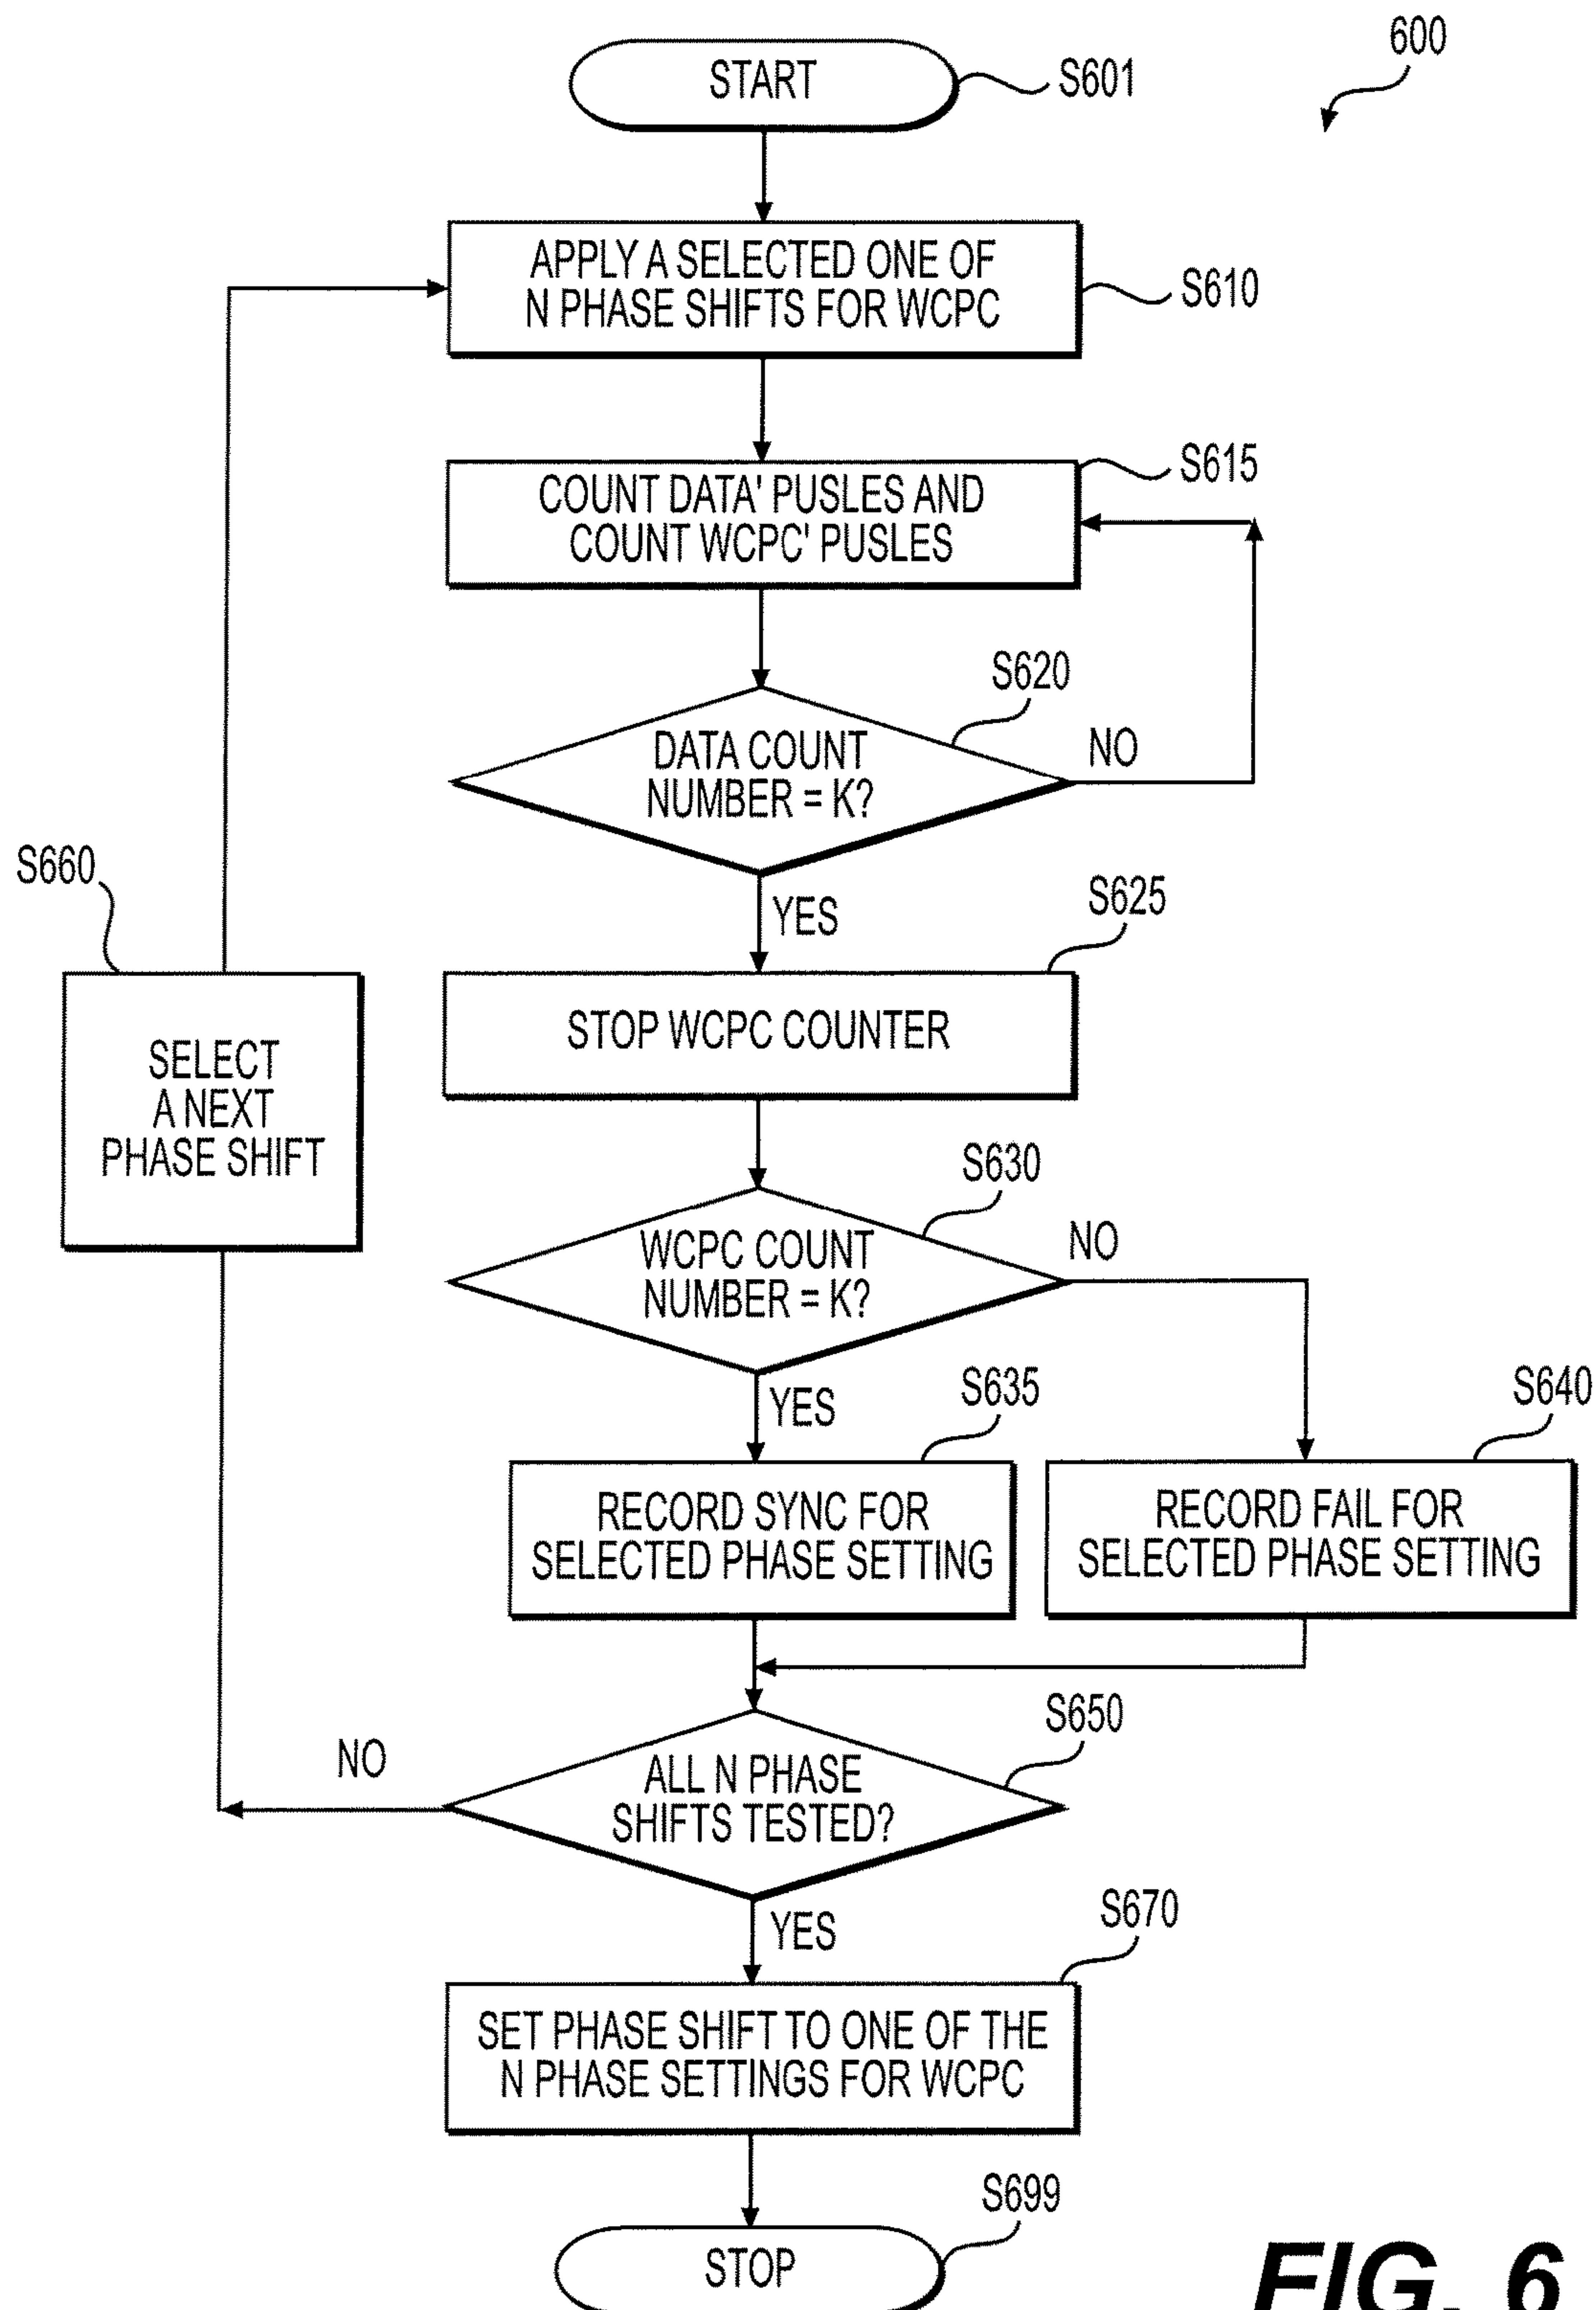 600
START
S601
APPLY A SELECTED ONE OF
N PHASE SHIFTS FOR WCPC
S610
COUNT DATA' PUSLES AND
COUNT WCPC' PUSLES
S615
S620
DATA COUNT
NUMBER = K?
NO
YES
S660
SELECT
A NEXT
PHASE SHIFT
S625
STOP WCPC COUNTER
S630
WCPC COUNT
NUMBER = K?
NO
YES
S635
S640
RECORD SYNC FOR
SELECTED PHASE SETTING
RECORD FAIL FOR
SELECTED PHASE SETTING
S650
NO
ALL N PHASE
SHIFTS TESTED?
YES
S670
SET PHASE SHIFT TO ONE OF THE
N PHASE SETTINGS FOR WCPC
S699
STOP
FIG. 6